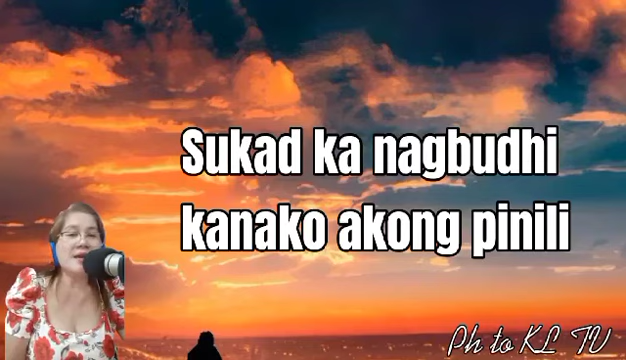 Sukad ka nagbudhi
kanako akong pinili
Ph to KL TV